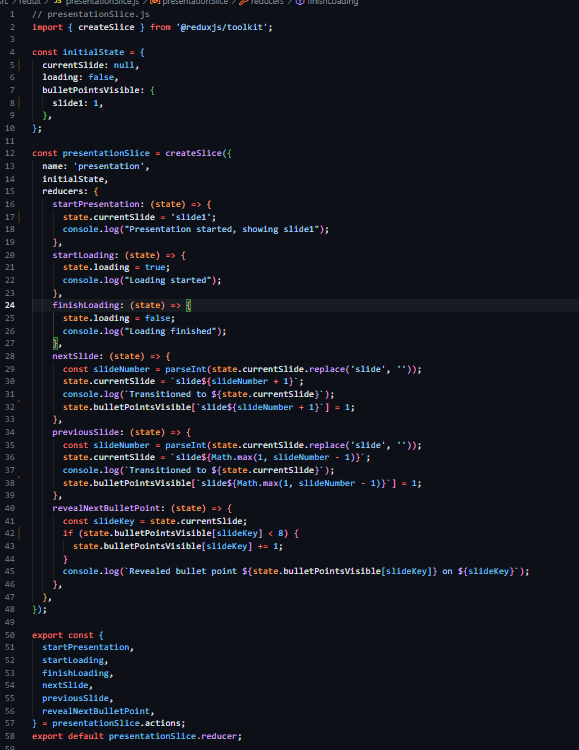 src > redux > JS presentationSlice.js > presentationSlice > reducers > finishLoading
1 // presentationSlice.js
2 import { createSlice } from '@reduxjs/toolkit';
3
4 const initialState = {
5 currentSlide: null,
6 loading: false,
7 bulletPointsVisible: {
8 slide1: 1,
9 },
10 };
11
12 const presentationSlice = createSlice({
13 name: 'presentation',
14 initialState,
15 reducers: {
16 startPresentation: (state) => {
17 state.currentSlide = 'slide1';
18 console.log("Presentation started, showing slide1");
19 },
20 startLoading: (state) => {
21 state.loading = true;
22 console.log("Loading started");
23 },
24 finishLoading: (state) => {
25 state.loading = false;
26 console.log("Loading finished");
27 },
28 nextSlide: (state) => {
29 const slideNumber = parseInt(state.currentSlide.replace('slide', ''));
30 state.currentSlide = `slide${slideNumber + 1}`;
31 console.log(`Transitioned to ${state.currentSlide}`);
32 state.bulletPointsVisible[`slide${slideNumber + 1}`] = 1;
33 },
34 previousSlide: (state) => {
35 const slideNumber = parseInt(state.currentSlide.replace('slide', ''));
36 state.currentSlide = `slide${Math.max(1, slideNumber - 1)}`;
37 console.log(`Transitioned to ${state.currentSlide}`);
38 state.bulletPointsVisible[`slide${Math.max(1, slideNumber - 1)}`] = 1;
39 },
40 revealNextBulletPoint: (state) => {
41 const slideKey = state.currentSlide;
42 if (state.bulletPointsVisible[slideKey] < 8) {
43 state.bulletPointsVisible[slideKey] += 1;
44 }
45 console.log(`Revealed bullet point ${state.bulletPointsVisible[slideKey]} on ${slideKey}`);
46 },
47 },
48 });
49
50 export const {
51 startPresentation,
52 startLoading,
53 finishLoading,
54 nextSlide,
55 previousSlide,
56 revealNextBulletPoint,
57 } = presentationSlice.actions;
58 export default presentationSlice.reducer;
59